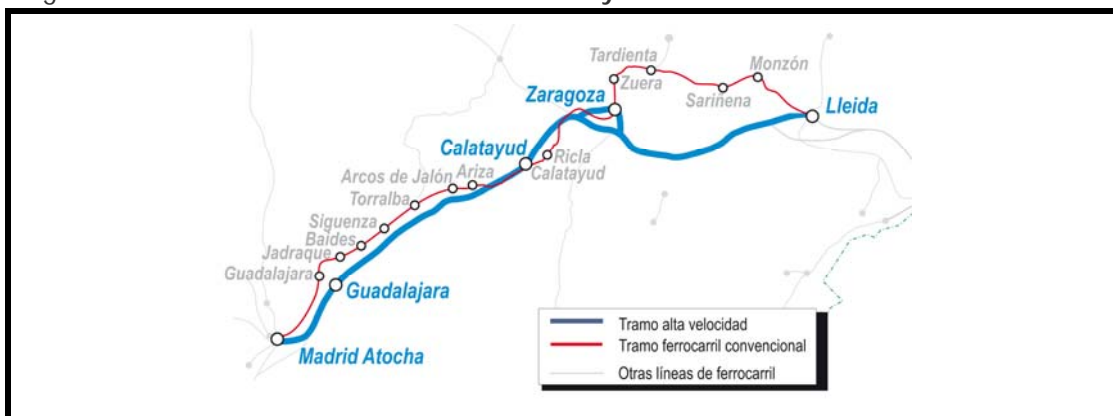 Tardienta
Monzón
Zuera
Zaragoza
Sariñena
Lleida
Calatayud
Ricla
Calatayud
Arcos de Jalón
Ariza
Torralba
Siguenza
Baides
Jadraque
Guadalajara
Guadalajara
Madrid Atocha
Tramo alta velocidad
Tramo ferrocarril convencional
Otras líneas de ferrocarril